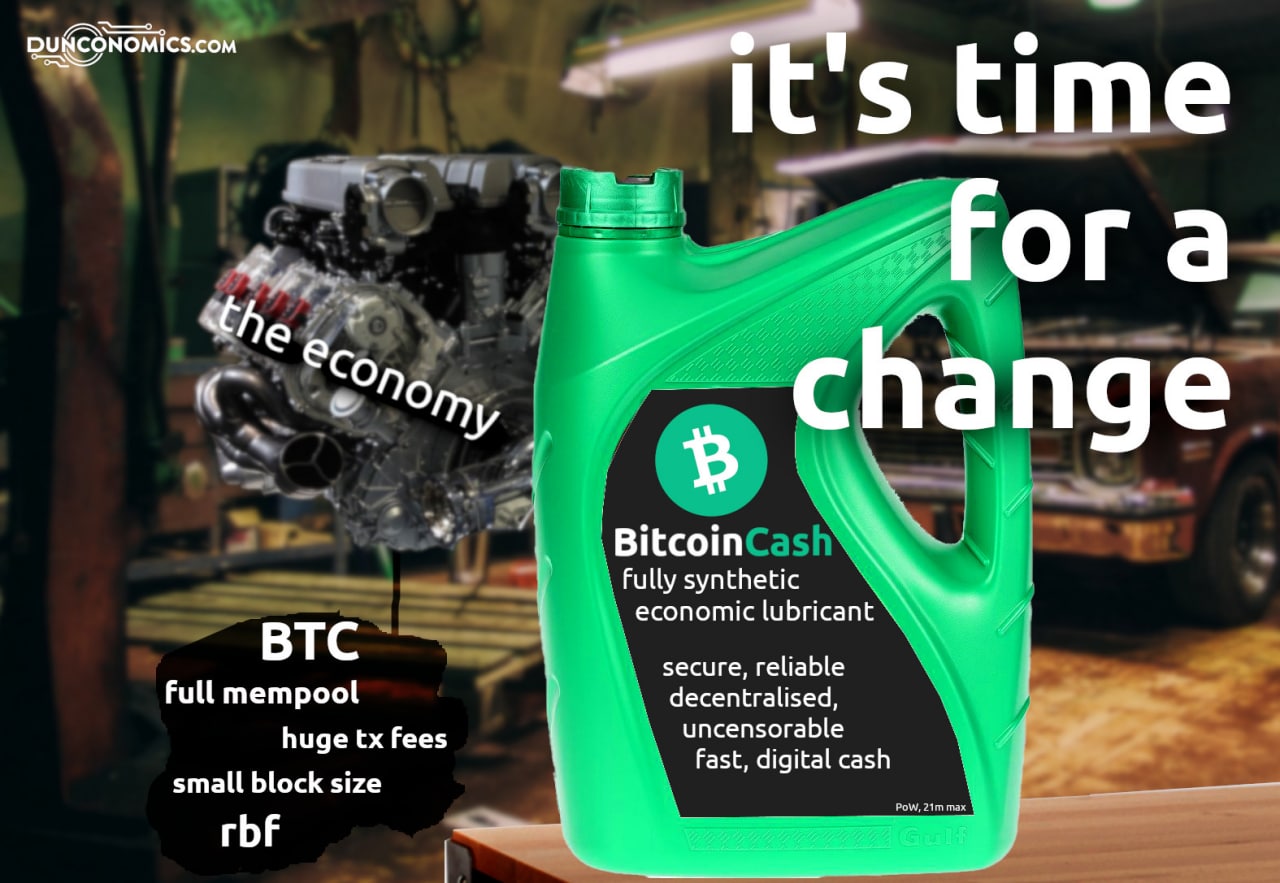 DUNCONOMICS.COM
it's time
for a
change
the economy
BitcoinCash
fully synthetic
economic lubricant
secure, reliable
decentralised,
uncensorable
fast, digital cash
PoW, 21m max
Gulf
BTC
full mempool
huge tx fees
small block size
rbf